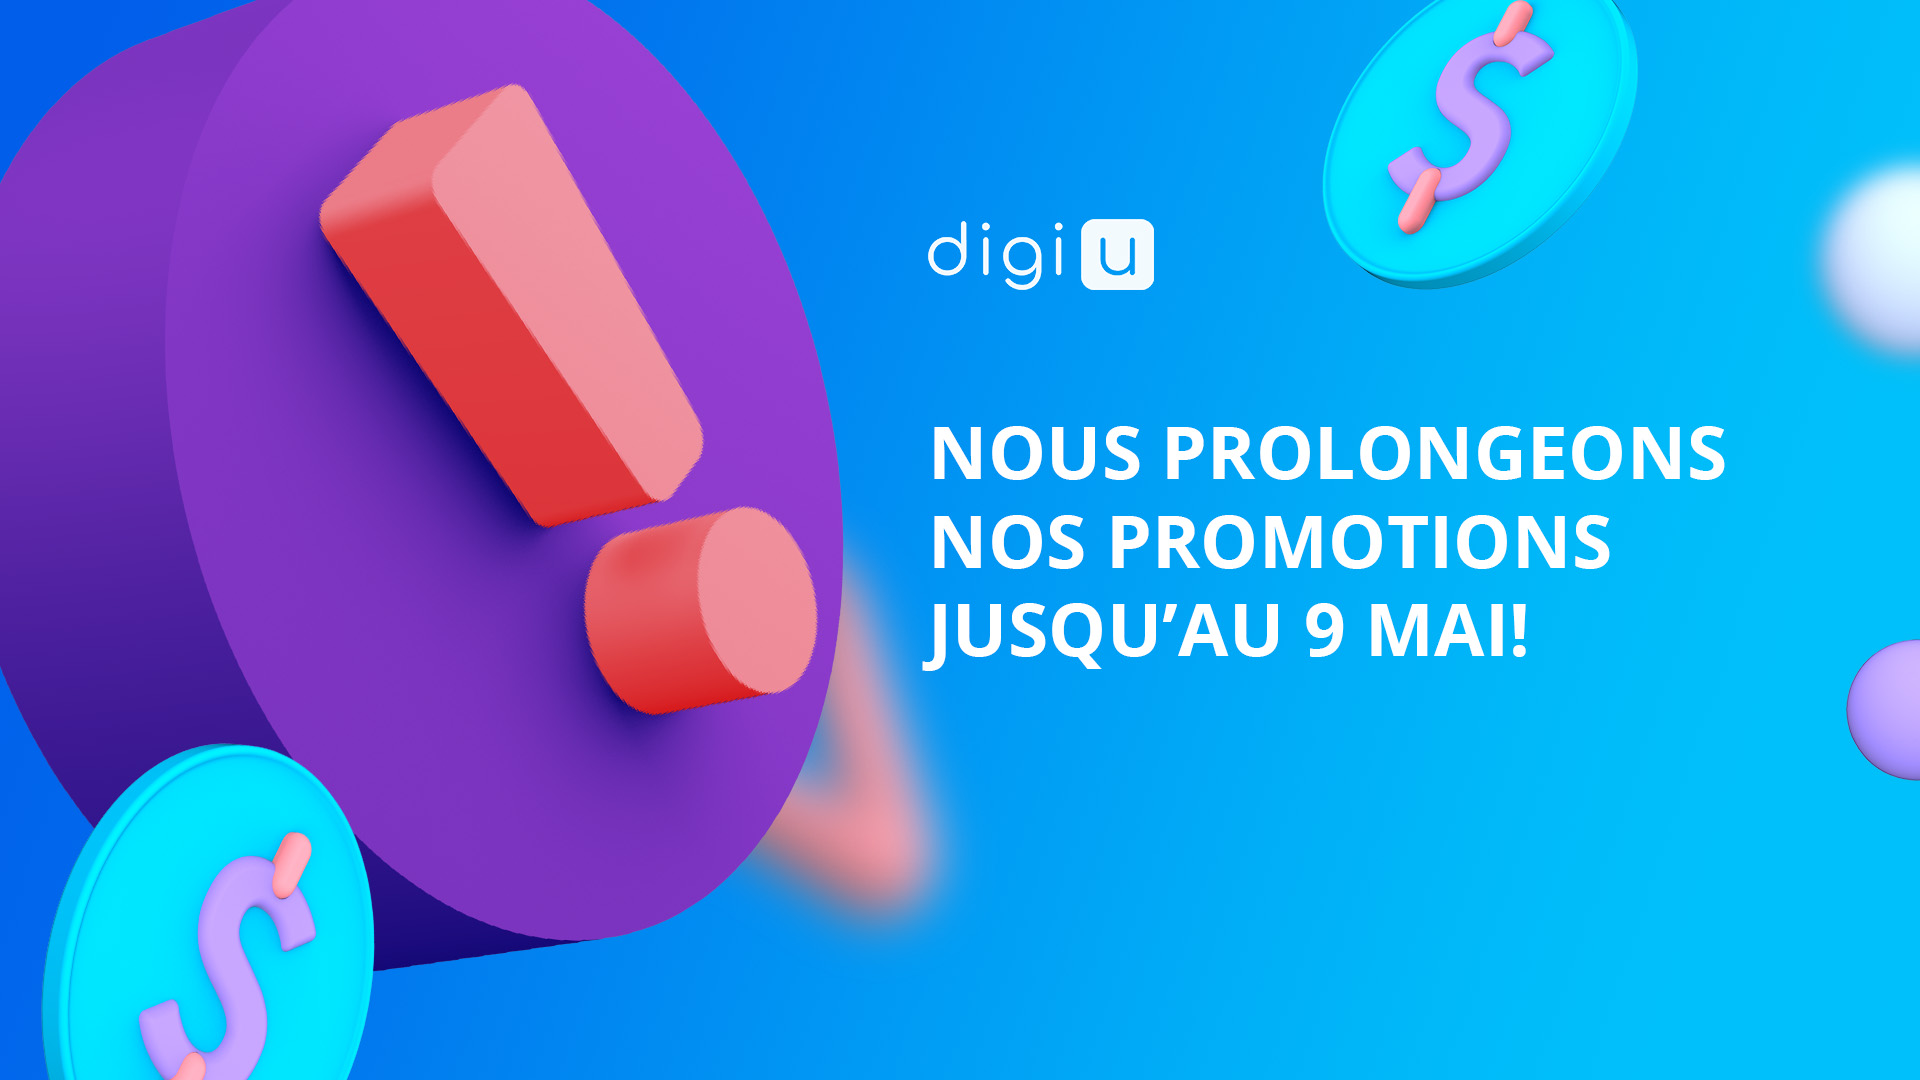 digi u
NOUS PROLONGEONS
NOS PROMOTIONS
JUSQU’AU 9 MAI!